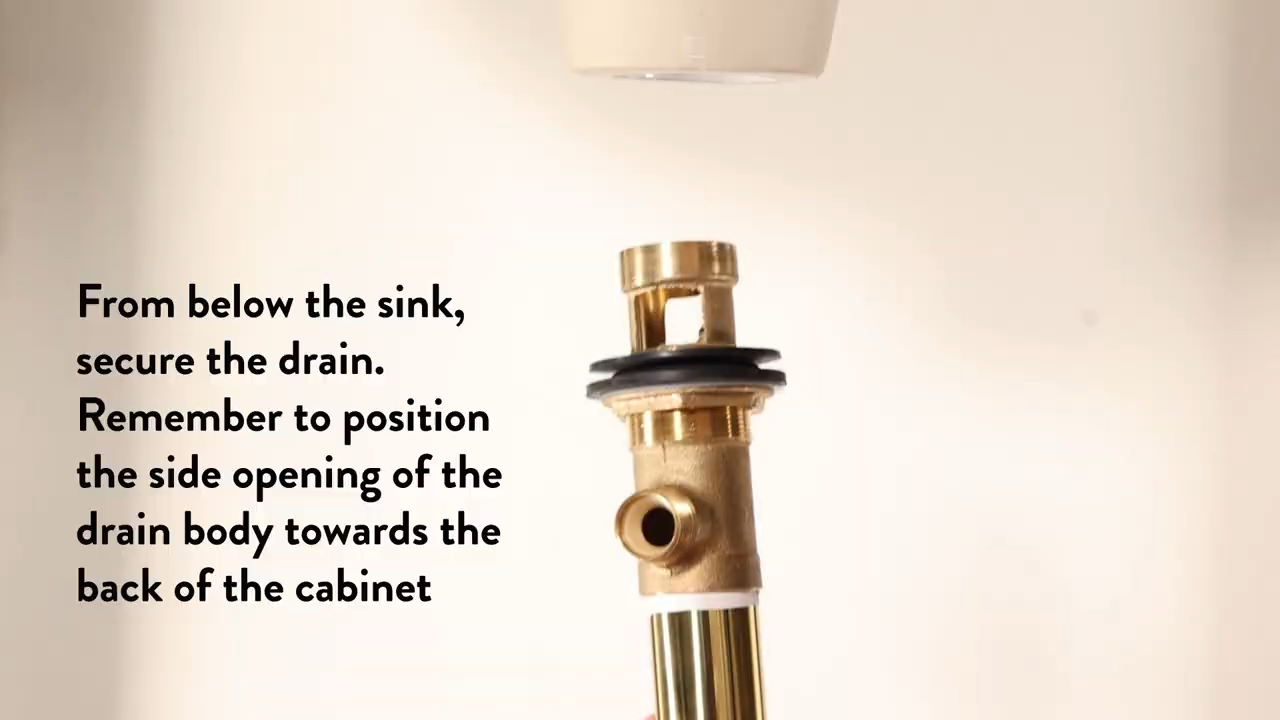 From below the sink,
secure the drain.
Remember to position
the side opening of the
drain body towards the
back of the cabinet